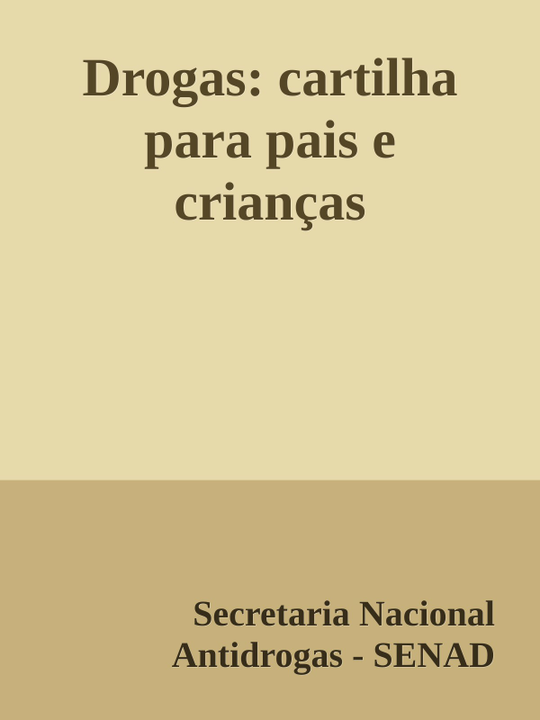 Drogas: cartilha
para pais e
crianças
Secretaria Nacional
Antidrogas - SENAD